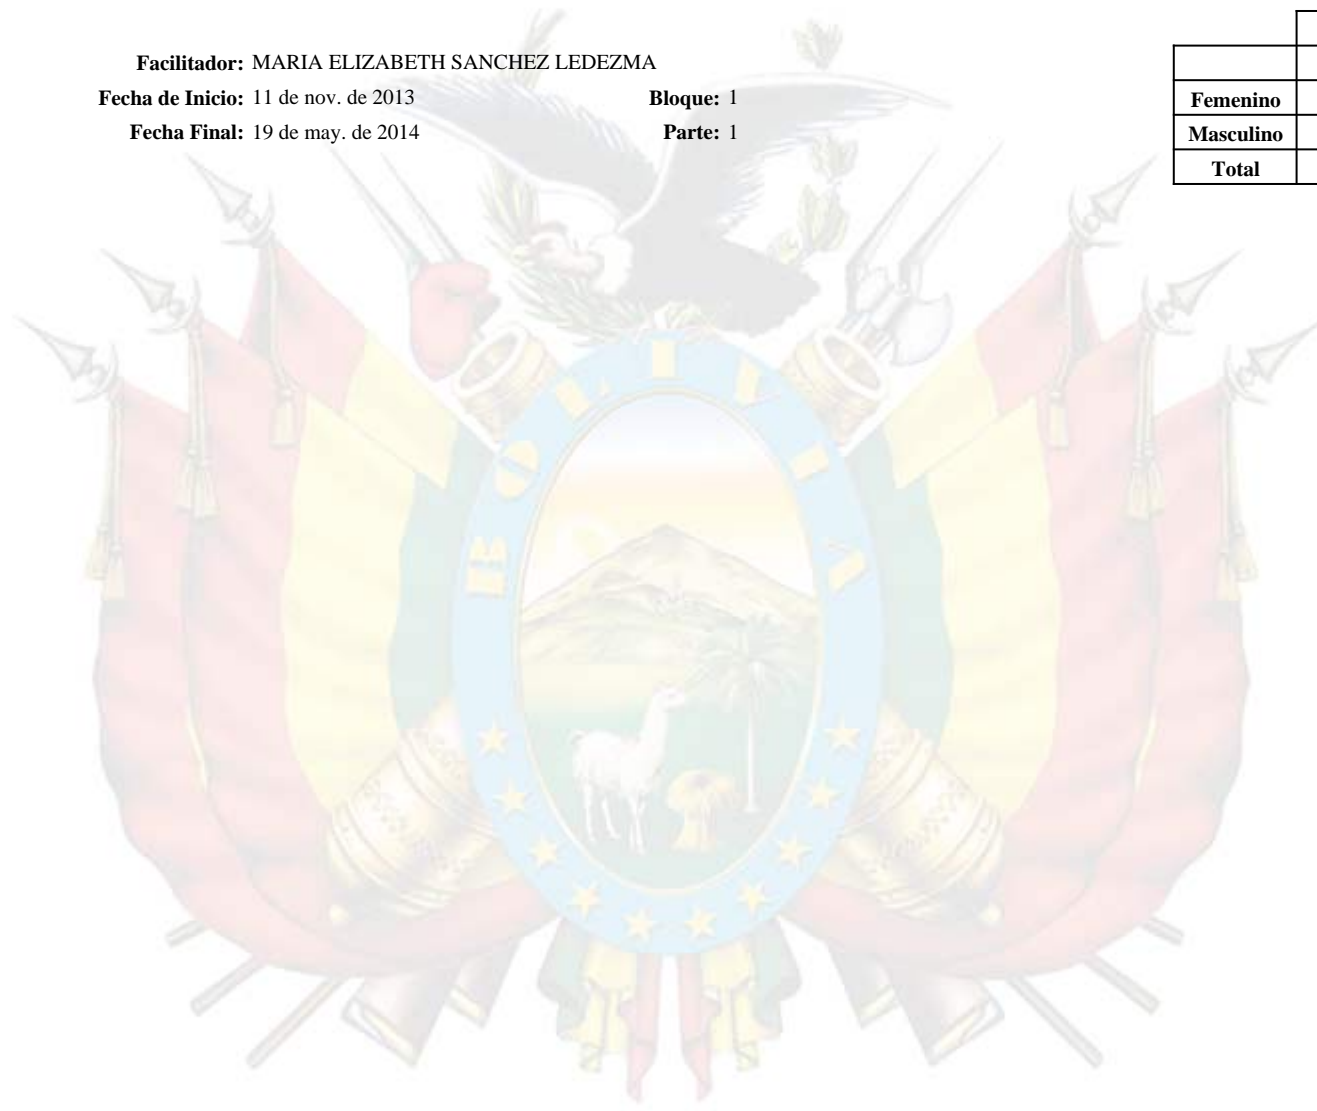 Facilitador: MARIA ELIZABETH SANCHEZ LEDEZMA
Fecha de Inicio: 11 de nov. de 2013 Bloque: 1
Fecha Final: 19 de may. de 2014 Parte: 1
Femenino
Masculino
Total
BOLIVIA